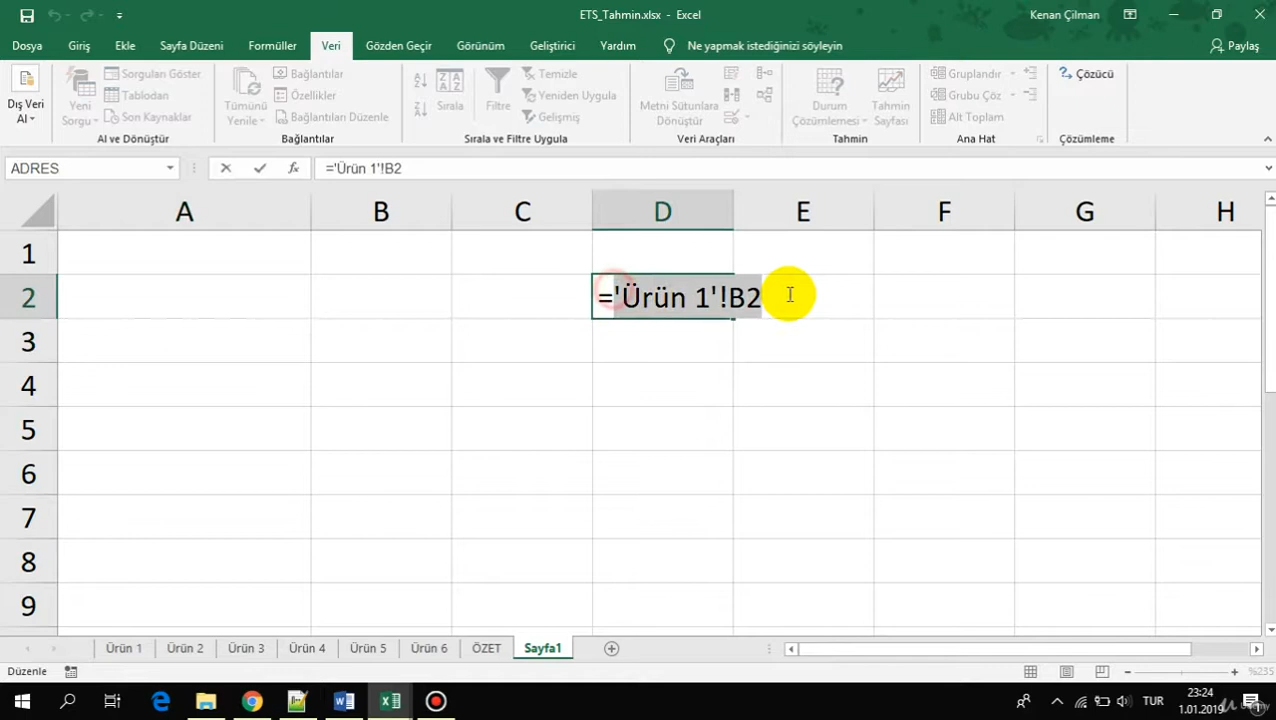 ETS_Tahmin.xlsx - Excel
Kenan Çilman
Dosya Giriş Ekle Sayfa Düzeni Formüller Veri Gözden Geçir Görünüm Geliştirici Yardım Ne yapmak istediğinizi söyleyin Paylaş
Dış Veri Al
Yeni Sorgu
Sorguları Göster
Tablodan
Son Kaynaklar
Al ve Dönüştür
Tümünü Yenile
Bağlantılar
Özellikler
Bağlantıları Düzenle
Bağlantılar
Sırala
Filtre
Temizle
Yeniden Uygula
Gelişmiş
Sırala ve Filtre Uygula
Metni Sütunlara Dönüştür
Veri Araçları
Durum Çözümlemesi
Tahmin Sayfası
Tahmin
Gruplandır
Grubu Çöz
Alt Toplam
Ana Hat
Çözücü
Çözümleme
ADRES fx ='Ürün 1'!B2
A B C D E F G H
1
2 ='Ürün 1'!B2
3
4
5
6
7
8
9
Ürün 1 Ürün 2 Ürün 3 Ürün 4 Ürün 5 Ürün 6 ÖZET Sayfa1
Düzenle %235
TUR 23:24
1.01.2019